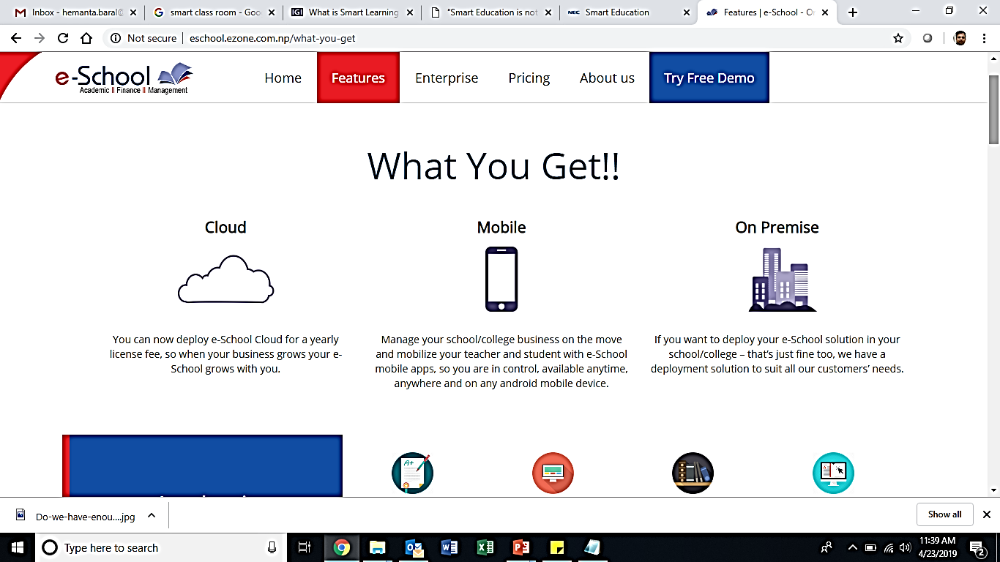 Inbox - hemanta.baral@
smart class room - Goo
IGI What is Smart Learning
"Smart Education is not
NEC Smart Education
Features | e-School - On
Not secure | eschool.ezone.com.np/what-you-get
e-School
Academic || Finance || Management
Home
Features
Enterprise
Pricing
About us
Try Free Demo
What You Get!!
Cloud
You can now deploy e-School Cloud for a yearly
license fee, so when your business grows your e-
School grows with you.
Mobile
Manage your school/college business on the move
and mobilize your teacher and student with e-School
mobile apps, so you are in control, available anytime,
anywhere and on any android mobile device.
On Premise
If you want to deploy your e-School solution in your
school/college – that's just fine too, we have a
deployment solution to suit all our customers' needs.
A+
Do-we-have-enou....jpg
Show all
Type here to search
11:39 AM
4/23/2019
2